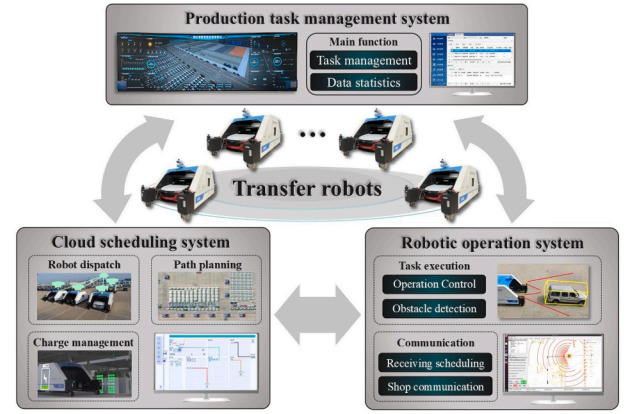 Production task management system
Main function
Task management
Data statistics
Transfer robots
Cloud scheduling system
Robot dispatch
Path planning
Charge management
Robotic operation system
Task execution
Operation Control
Obstacle detection
Communication
Receiving scheduling
Shop communication